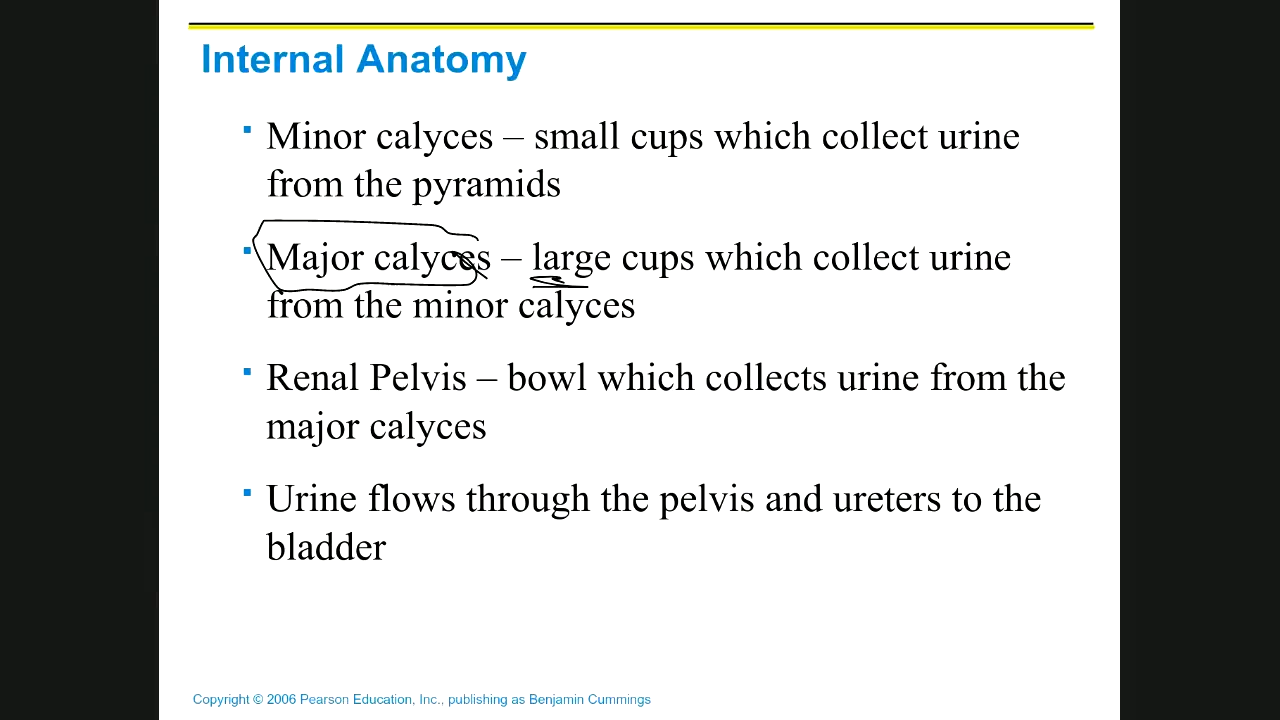 Internal Anatomy
▪ Minor calyces – small cups which collect urine
from the pyramids
▪ Major calyces – large cups which collect urine
from the minor calyces
▪ Renal Pelvis – bowl which collects urine from the
major calyces
▪ Urine flows through the pelvis and ureters to the
bladder
Copyright © 2006 Pearson Education, Inc., publishing as Benjamin Cummings